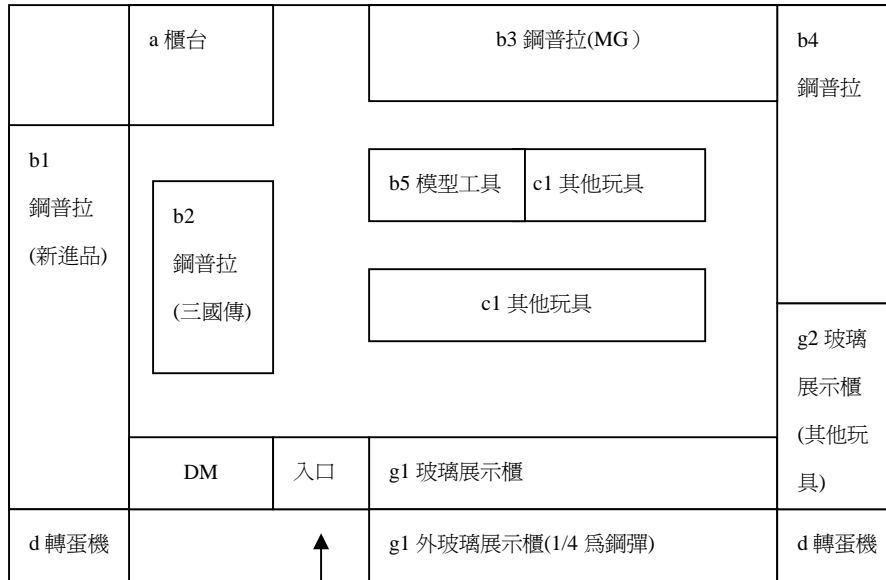 a 櫃台
b3 鋼普拉(MG）
b4
鋼普拉
b1
鋼普拉
(新進品)
b2
鋼普拉
(三國傳)
b5 模型工具
c1 其他玩具
c1 其他玩具
g2 玻璃
展示櫃
(其他玩
具)
DM
入口
g1 玻璃展示櫃
d 轉蛋機
g1 外玻璃展示櫃(1/4 爲鋼彈)
d 轉蛋機